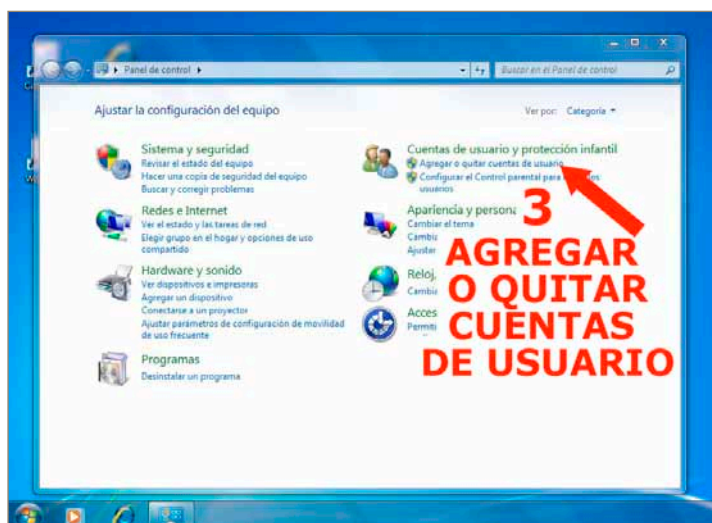 Panel de control
Buscar en el Panel de control
Ajustar la configuración del equipo
Ver por: Categoría
Sistema y seguridad
Revisar el estado del equipo
Hacer una copia de seguridad del equipo
Buscar y corregir problemas
Redes e Internet
Ver el estado y las tareas de red
Elegir grupo en el hogar y opciones de uso
compartido
Hardware y sonido
Ver dispositivos e impresoras
Agregar un dispositivo
Conectarse a un proyector
Ajustar parámetros de configuración de movilidad
de uso frecuente
Programas
Desinstalar un programa
Cuentas de usuario y protección infantil
Agregar o quitar cuentas de usuario
Configurar el Control parental para
usuarios
Apariencia y persona
Cambiar el tema
Ajustar
Reloj,
3
AGREGAR
O QUITAR
CUENTAS
DE USUARIO